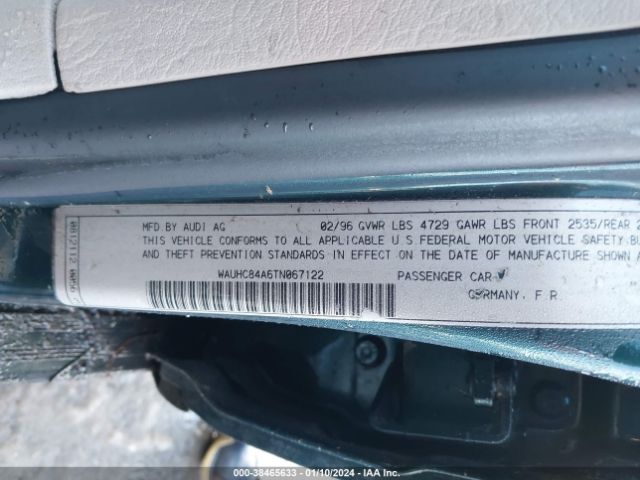 MFD.BY AUDI AG 02/96 GVWR LBS 4729 GAWR LBS FRONT 2535/REAR
THIS VEHICLE CONFORMS TO ALL APPLICABLE U.S.FEDERAL MOTOR VEHICLE SAFETY,
AND THEFT PREVENTION STANDARDS IN EFFECT ON THE DATE OF MANUFACTURE SHOWN
WAUHC84A6TN067122 PASSENGER CAR
GERMANY, F R
000-38465633 - 01/10/2024 - IAA Inc.